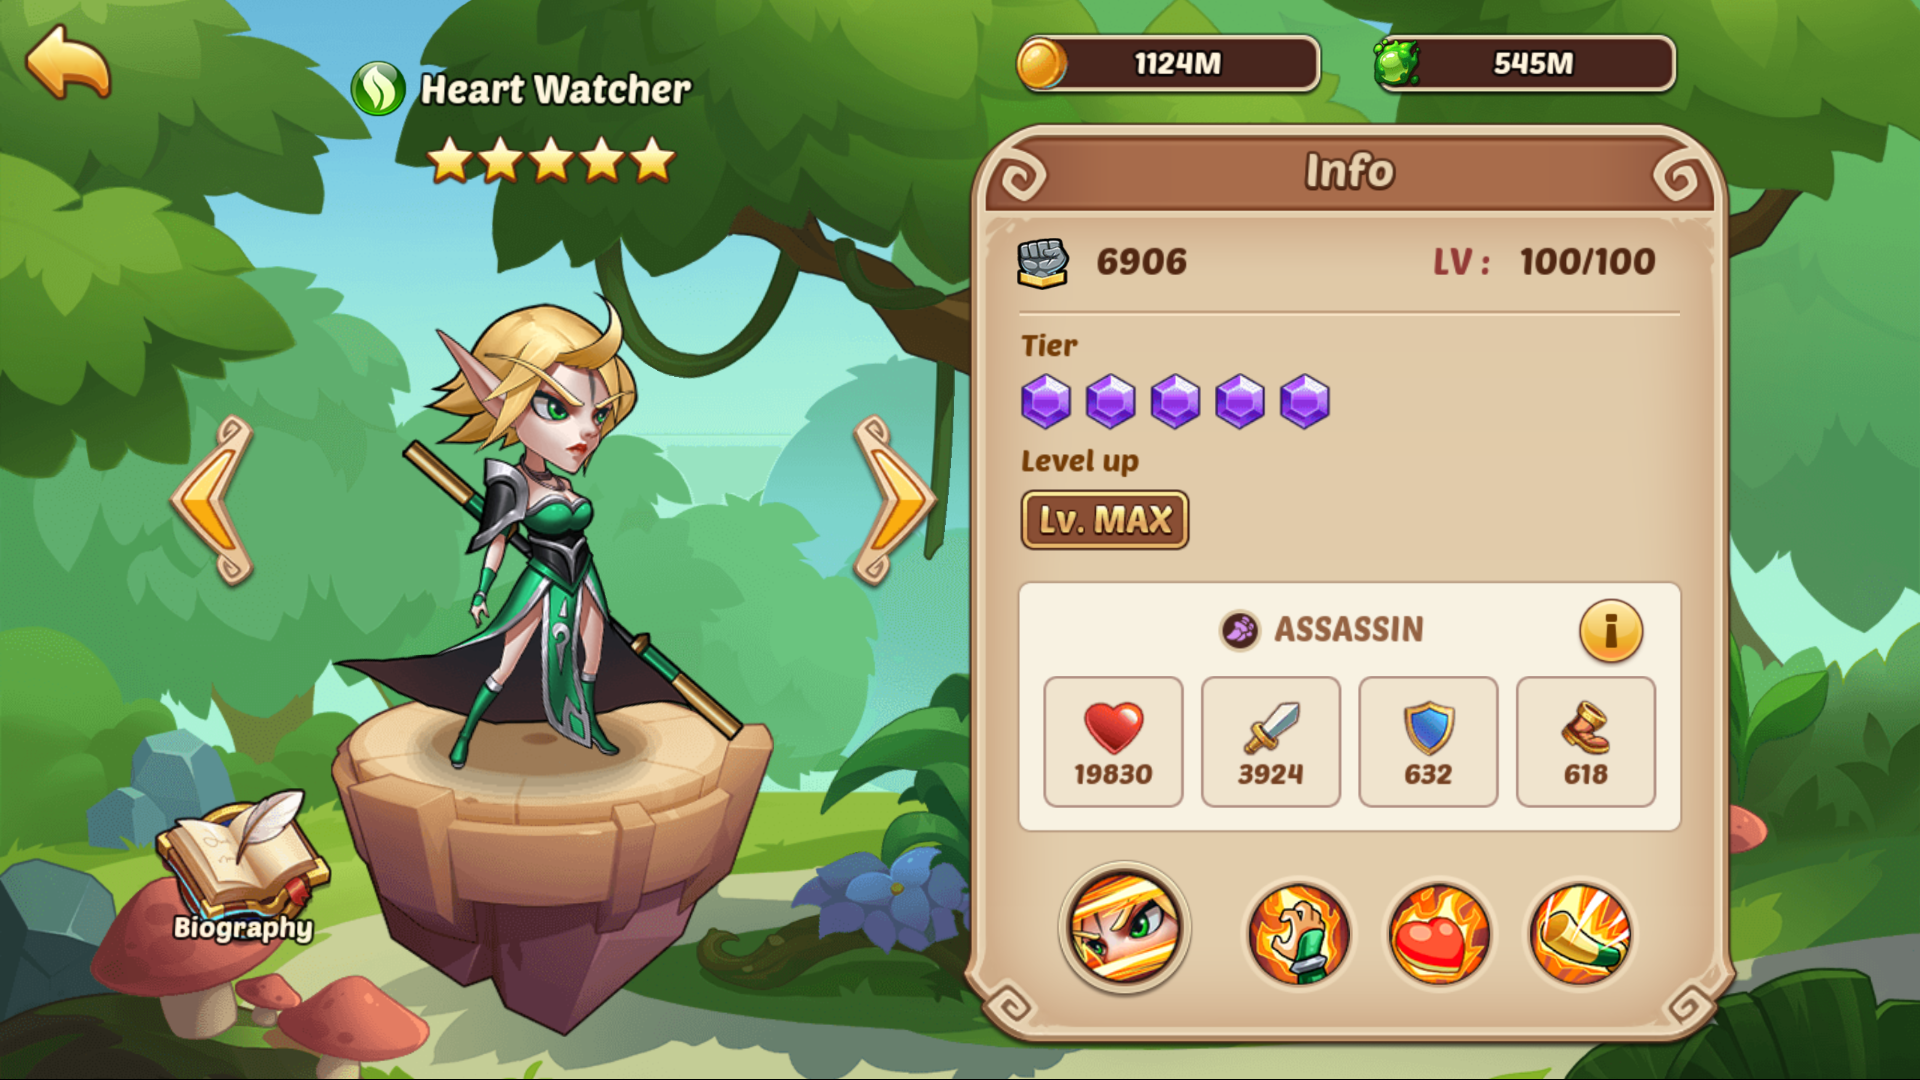 Heart Watcher
1124M
545M
Info
6906
LV : 100/100
Tier
Level up
Lv. MAX
ASSASSIN
i
19830
3924
632
618
Biography